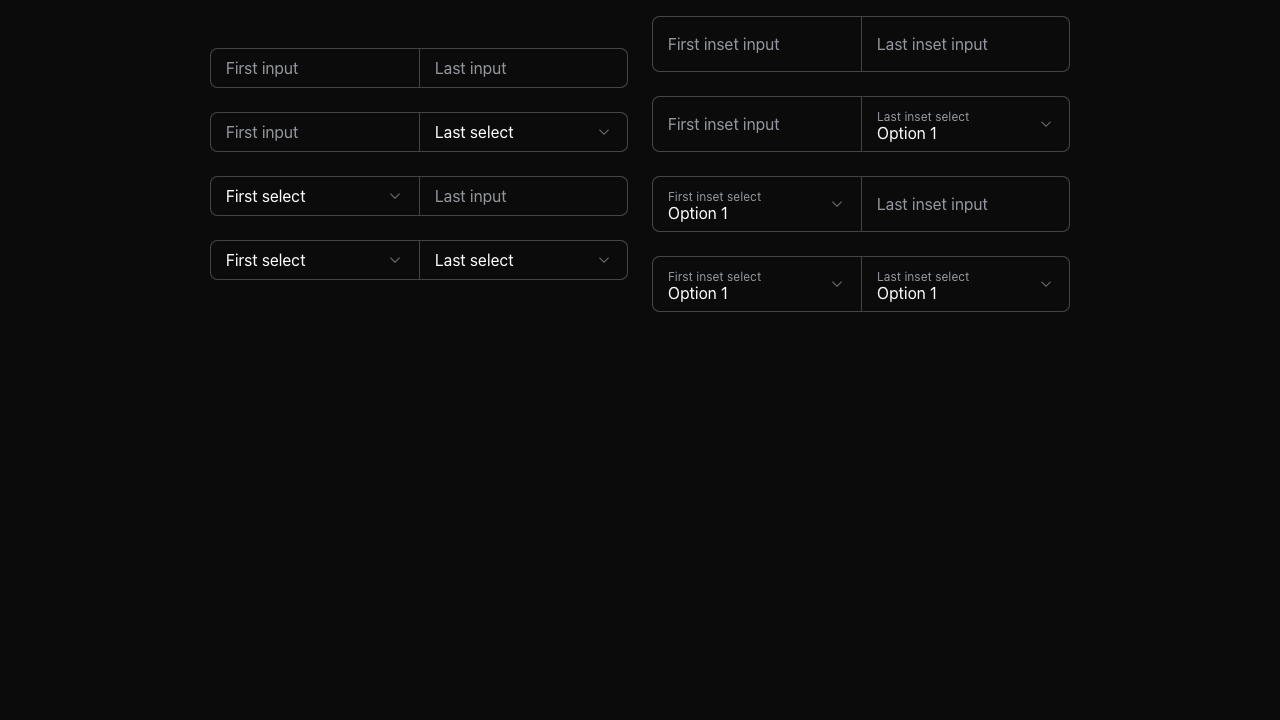 First input
Last input
First input
Last select
First select
Last input
First select
Last select
First inset input
Last inset input
First inset input
Last inset select
Option 1
First inset select
Option 1
Last inset input
First inset select
Option 1
Last inset select
Option 1